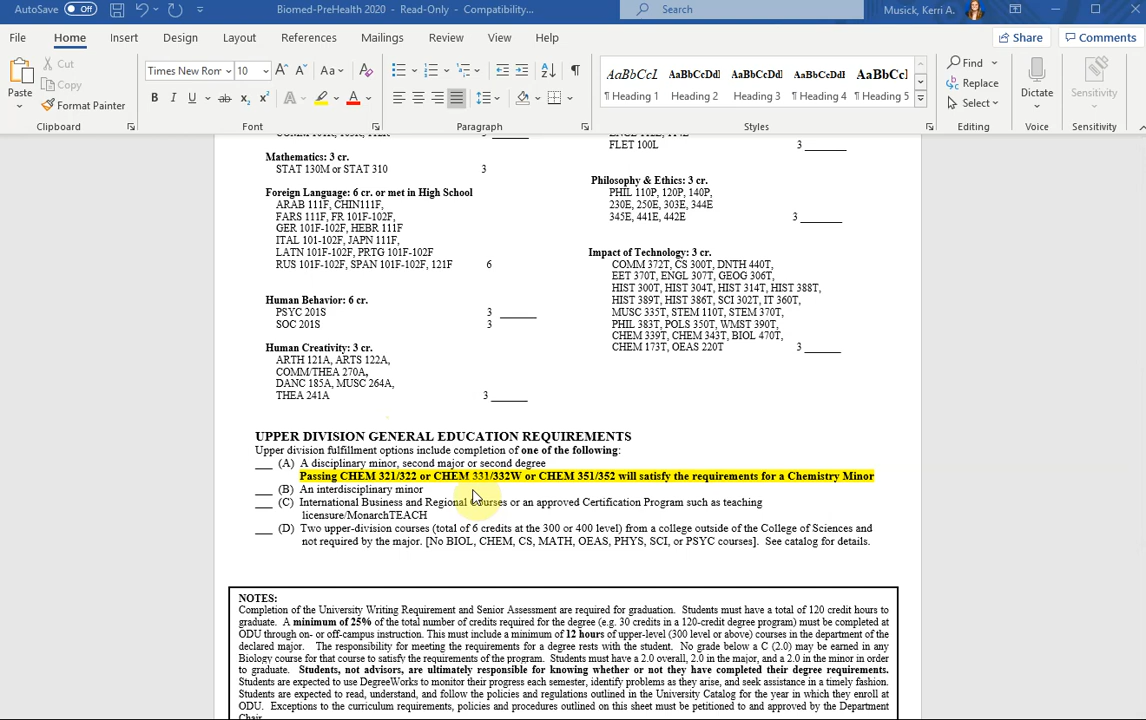 AutoSave Off Biomed-PreHealth 2020 - Read-Only - Compatibility... Search Musick, Kerri A.
File Home Insert Draw Design Layout References Mailings Review View Help Share Comments
Paste Cut Copy Format Painter
Clipboard
Times New Rom 10 Aa
B I U ab x₂ x² A A
Font
Paragraph
AaBbCcI AaBbCcDd AaBbCcDd AaBbCcDd AaBbC
¶ Heading 1 ¶ Heading 2 ¶ Heading 3 ¶ Heading 4 ¶ Heading 5
Styles
Find Replace Select
Editing
Dictate
Voice
Sensitivity
Sensitivity
FLET 100L 3 ______
Mathematics: 3 cr.
STAT 130M or STAT 310 3
Foreign Language: 6 cr. or met in High School
ARAB 111F, CHIN111F,
FARS 111F, FR 101F-102F,
GER 101F-102F, HEBR 111F
ITAL 101-102F, JAPN 111F,
LATN 101F-102F, PRTG 101F-102F
RUS 101F-102F, SPAN 101F-102F, 121F 6
Human Behavior: 6 cr.
PSYC 201S 3 ______
SOC 201S 3
Human Creativity: 3 cr.
ARTH 121A, ARTS 122A,
COMM/THEA 270A,
DANC 185A, MUSC 264A,
THEA 241A 3 ______
Philosophy & Ethics: 3 cr.
PHIL 110P, 120P, 140P,
230E, 250E, 303E, 344E
345E, 441E, 442E 3 ______
Impact of Technology: 3 cr.
COMM 372T, CS 300T, DNTH 440T,
EET 370T, ENGL 307T, GEOG 306T,
HIST 300T, HIST 304T, HIST 314T, HIST 388T,
HIST 389T, HIST 386T, SCI 302T, IT 360T,
MUSC 335T, STEM 110T, STEM 370T,
PHIL 383T, POLS 350T, WMST 390T,
CHEM 339T, CHEM 343T, BIOL 470T,
CHEM 173T, OEAS 220T 3 ______
UPPER DIVISION GENERAL EDUCATION REQUIREMENTS
Upper division fulfillment options include completion of one of the following:
___ (A) A disciplinary minor, second major or second degree
Passing CHEM 321/322 or CHEM 331/332W or CHEM 351/352 will satisfy the requirements for a Chemistry Minor
___ (B) An interdisciplinary minor
___ (C) International Business and Regional Courses or an approved Certification Program such as teaching
licensure/MonarchTEACH
___ (D) Two upper-division courses (total of 6 credits at the 300 or 400 level) from a college outside of the College of Sciences and
not required by the major. [No BIOL, CHEM, CS, MATH, OEAS, PHYS, SCI, or PSYC courses]. See catalog for details.
NOTES:
Completion of the University Writing Requirement and Senior Assessment are required for graduation. Students must have a total of 120 credit hours to
graduate. A minimum of 25% of the total number of credits required for the degree (e.g. 30 credits in a 120-credit degree program) must be completed at
ODU through on- or off-campus instruction. This must include a minimum of 12 hours of upper-level (300 level or above) courses in the department of the
declared major. The responsibility for meeting the requirements for a degree rests with the student. No grade below a C (2.0) may be earned in any
Biology course for that course to satisfy the requirements of the program. Students must have a 2.0 overall, 2.0 in the major, and a 2.0 in the minor in order
to graduate. Students, not advisors, are ultimately responsible for knowing whether or not they have completed their degree requirements.
Students are expected to use DegreeWorks to monitor their progress each semester, identify problems as they arise, and seek assistance in a timely fashion.
Students are expected to read, understand, and follow the policies and regulations outlined in the University Catalog for the year in which they enroll at
ODU. Exceptions to the curriculum requirements, policies and procedures outlined on this sheet must be petitioned to and approved by the Department
Chair.